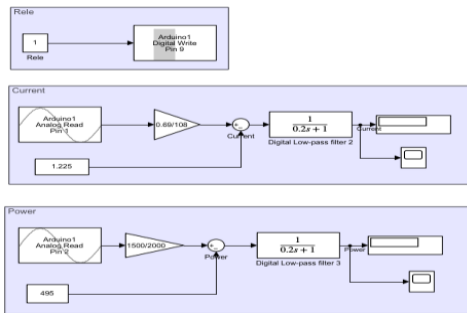 Rele
1
Rele
Arduino1
Digital Write
Pin 9
Current
Arduino1
Analog Read
Pin 1
0.69/108
Current
1
0.2s + 1
Digital Low-pass filter 2
Current
1.225
Power
Arduino1
Analog Read
Pin 2
1500/2000
Power
1
0.2s + 1
Digital Low-pass filter 3
Power
495